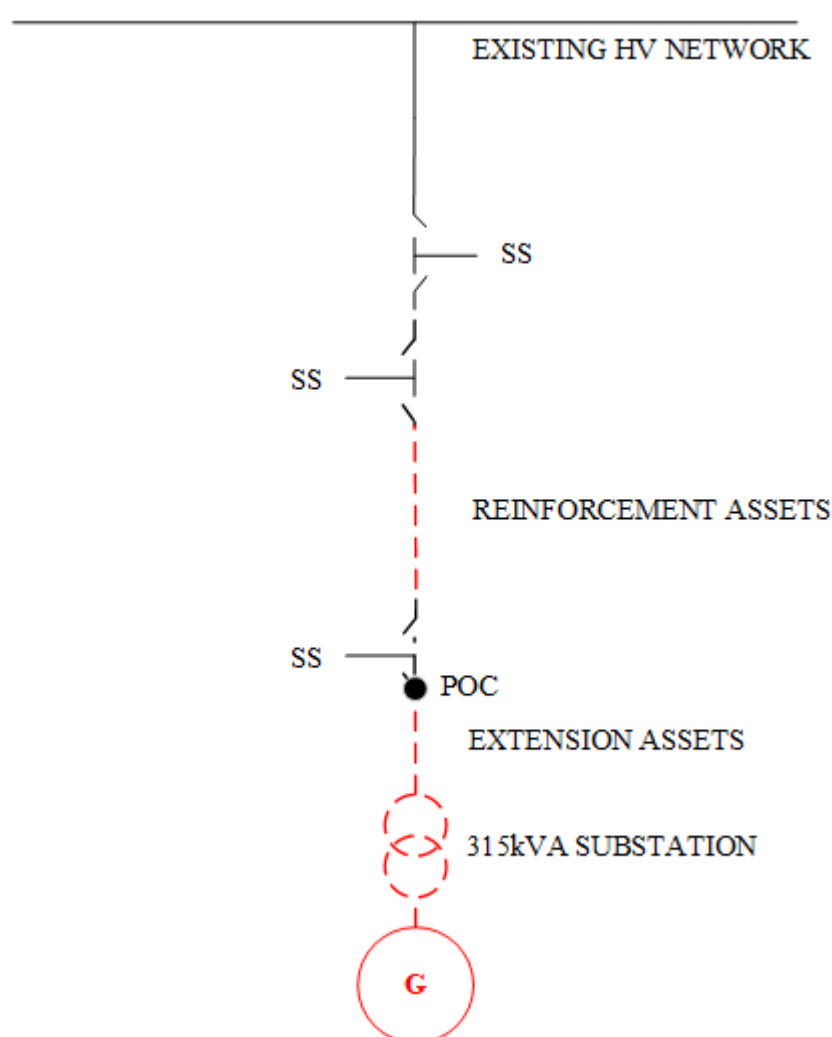 EXISTING HV NETWORK
SS
SS
REINFORCEMENT ASSETS
SS
POC
EXTENSION ASSETS
315kVA SUBSTATION
G